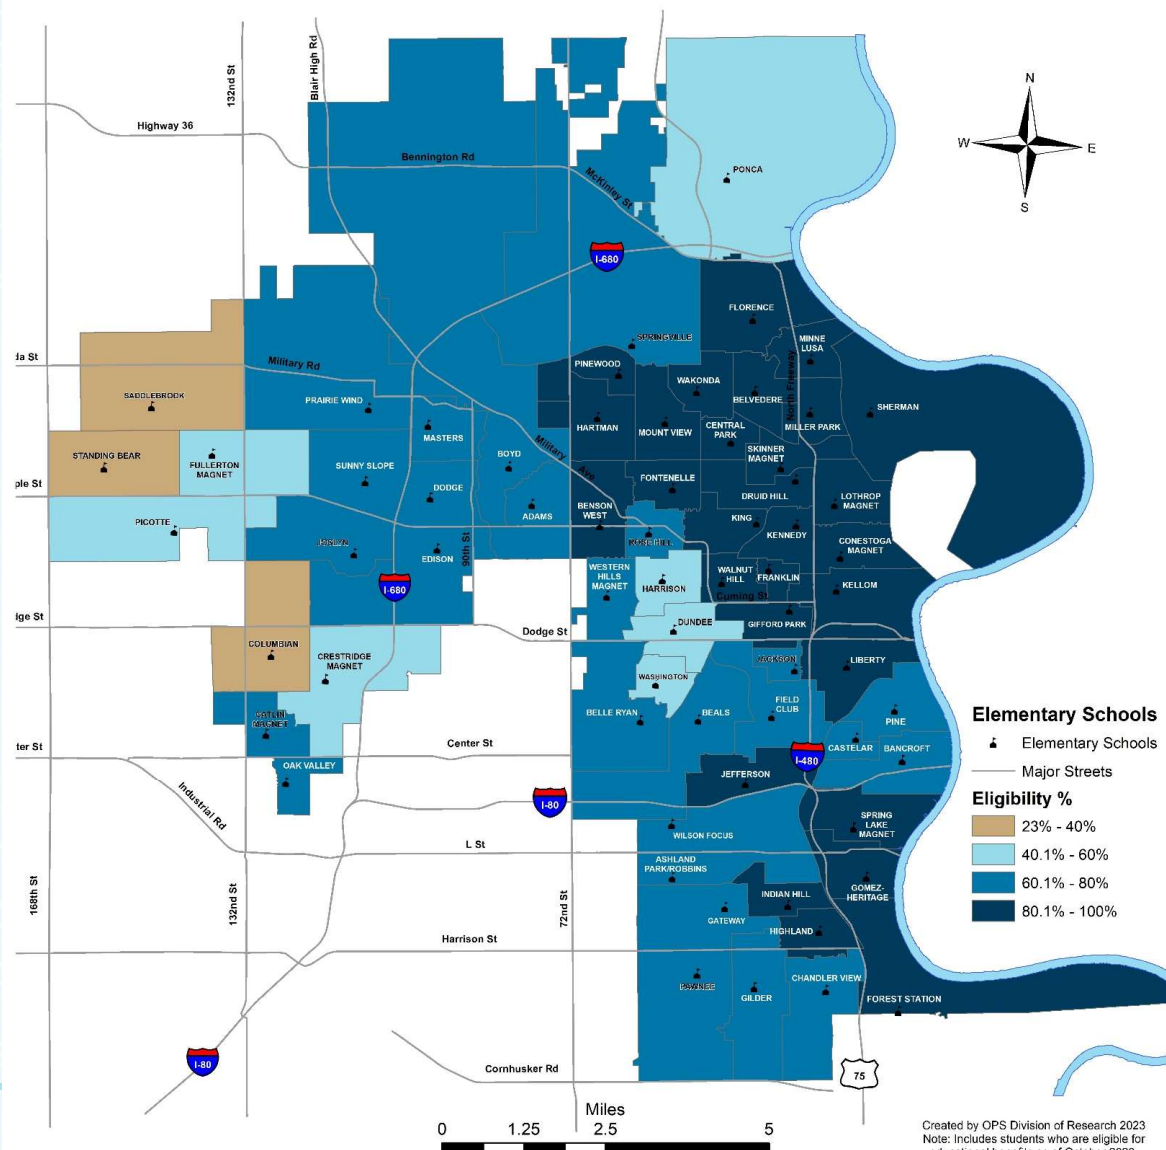 132nd St
Blair High Rd
Highway 36
Bennington Rd
McKinley St
PONCA
N
W
E
S
I-680
FLORENCE
SPRINGVILLE
MINNE
LUSA
da St
Military Rd
PINEWOOD
WAKONDA
BELVEDERE
North Freeway
SADDLEBROOK
PRAIRIE WIND
SHERMAN
HARTMAN
MOUNT VIEW
CENTRAL
PARK
MILLER PARK
MASTERS
Military
Ave
STANDING BEAR
FULLERTON
MAGNET
SUNNY SLOPE
BOYD
SKINNER
MAGNET
ple St
DODGE
FONTENELLE
DRUID HILL
LOTHROP
MAGNET
PICOTTE
ADAMS
BENSON
WEST
KING
KENNEDY
JOSLYN
EDISON
90th St
ROSE HILL
CONESTOGA
MAGNET
I-680
WESTERN
HILLS
MAGNET
HARRISON
WALNUT
HILL
FRANKLIN
KELLOM
Cuming St
dge St
Dodge St
DUNDEE
GIFFORD PARK
COLUMBIAN
CRESTRIDGE
MAGNET
JACKSON
LIBERTY
WASHINGTON
CATLIN
MAGNET
BELLE RYAN
BEALS
FIELD
CLUB
PINE
Elementary Schools
Elementary Schools
ter St
Center St
CASTELAR
BANCROFT
I-480
Major Streets
OAK VALLEY
JEFFERSON
Eligibility %
Industrial Rd
I-80
SPRING
LAKE
MAGNET
23% - 40%
WILSON FOCUS
L St
40.1% - 60%
ASHLAND
PARK/ROBBINS
60.1% - 80%
168th St
132nd St
72nd St
INDIAN HILL
GOMEZ-
HERITAGE
80.1% - 100%
GATEWAY
HIGHLAND
Harrison St
PAWNEE
GILDER
CHANDLER VIEW
FOREST STATION
I-80
Cornhusker Rd
75
Miles
0 1.25 2.5 5
Created by OPS Division of Research 2023
Note: Includes students who are eligible for